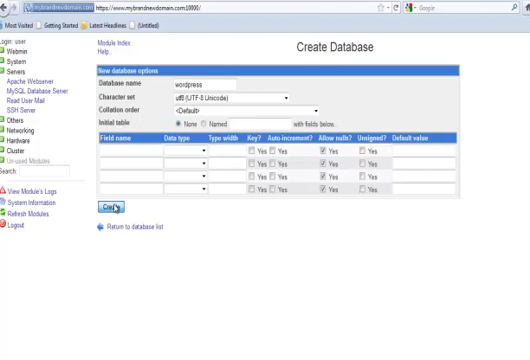 www.mybrandnewdomain.com https://www.mybrandnewdomain.com:10000/
Google
Most Visited Getting Started Latest Headlines (Untitled)
Login: user
Webmin
System
Servers
Apache Webserver
MySQL Database Server
Read User Mail
SSH Server
Others
Networking
Hardware
Cluster
Un-used Modules
Search:
View Module's Logs
System Information
Refresh Modules
Logout
Module Index
Help..
Create Database
New database options
Database name wordpress
Character set utf8 (UTF-8 Unicode)
Collation order <Default>
Initial table None Named with fields below..
Field name Data type Type width Key? Auto-increment? Allow nulls? Unsigned? Default value
Yes Yes Yes Yes
Yes Yes Yes Yes
Yes Yes Yes Yes
Yes Yes Yes Yes
Create
Return to database list